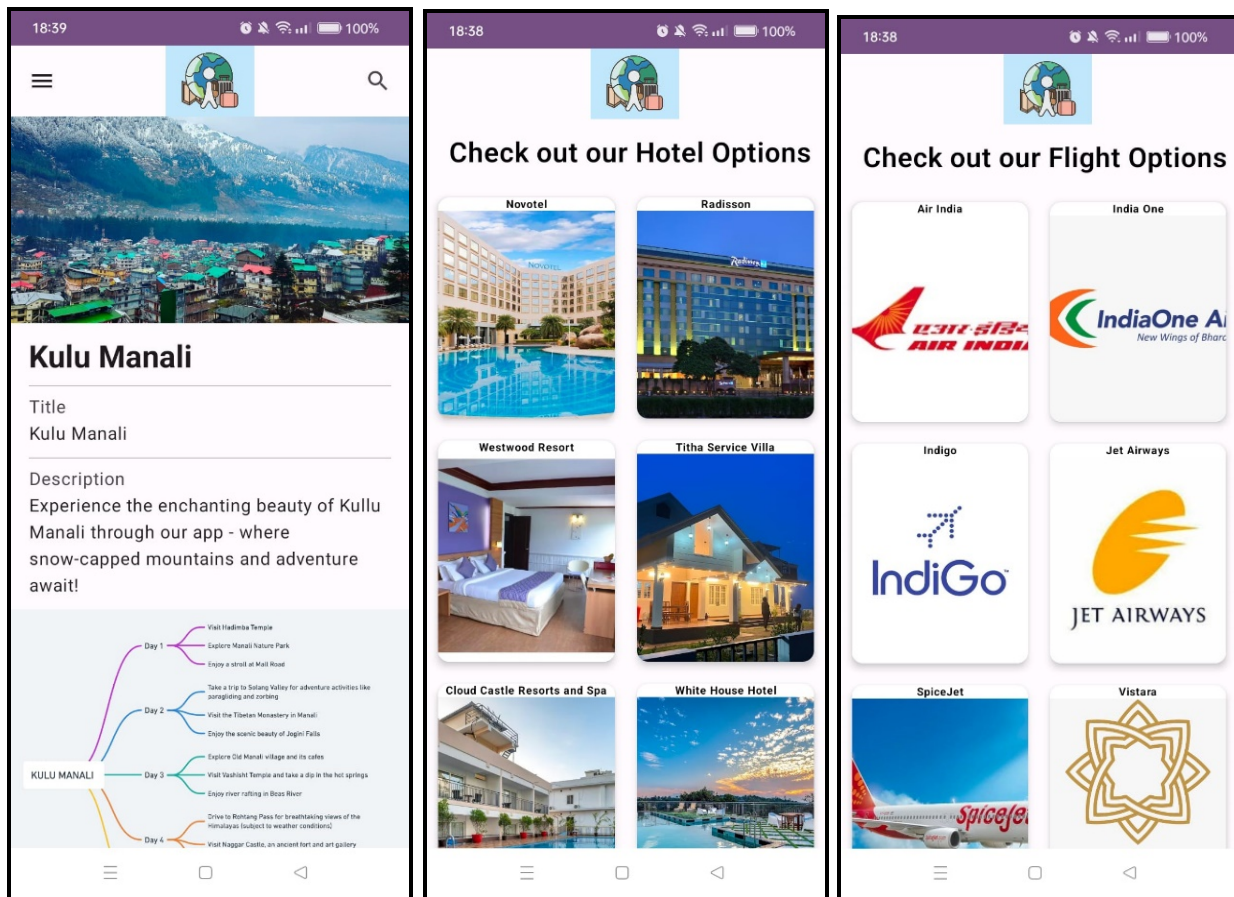 18:39
100%
Kulu Manali
Title
Kulu Manali
Description
Experience the enchanting beauty of Kullu
Manali through our app - where
snow-capped mountains and adventure
await!
KULU MANALI
Day 1
Visit Hadimba Temple
Explore Manali Nature Park
Enjoy a stroll at Mall Road
Day 2
Take a trip to Solang Valley for adventure activities like
paragliding and zorbing
Visit the Tibetan Monastery in Manali
Enjoy the scenic beauty of Jogini Falls
Day 3
Explore Old Manali village and its cafes
Visit Vashisht Temple and take a dip in the hot springs
Enjoy river rafting in Beas River
Day 4
Drive to Rohtang Pass for breathtaking views of the
Himalayas (subject to weather conditions)
Visit Naggar Castle, an ancient fort and art gallery
18:38
100%
Check out our Hotel Options
Novotel
NOVOTEL
Radisson
Radisson
Westwood Resort
Titha Service Villa
Cloud Castle Resorts and Spa
White House Hotel
18:38
100%
Check out our Flight Options
Air India
एअर इंडि
AIR INDI
India One
IndiaOne Ai
New Wings of Bharc
Indigo
IndiGo
Jet Airways
JET AIRWAYS
SpiceJet
SpiceJet
Vistara